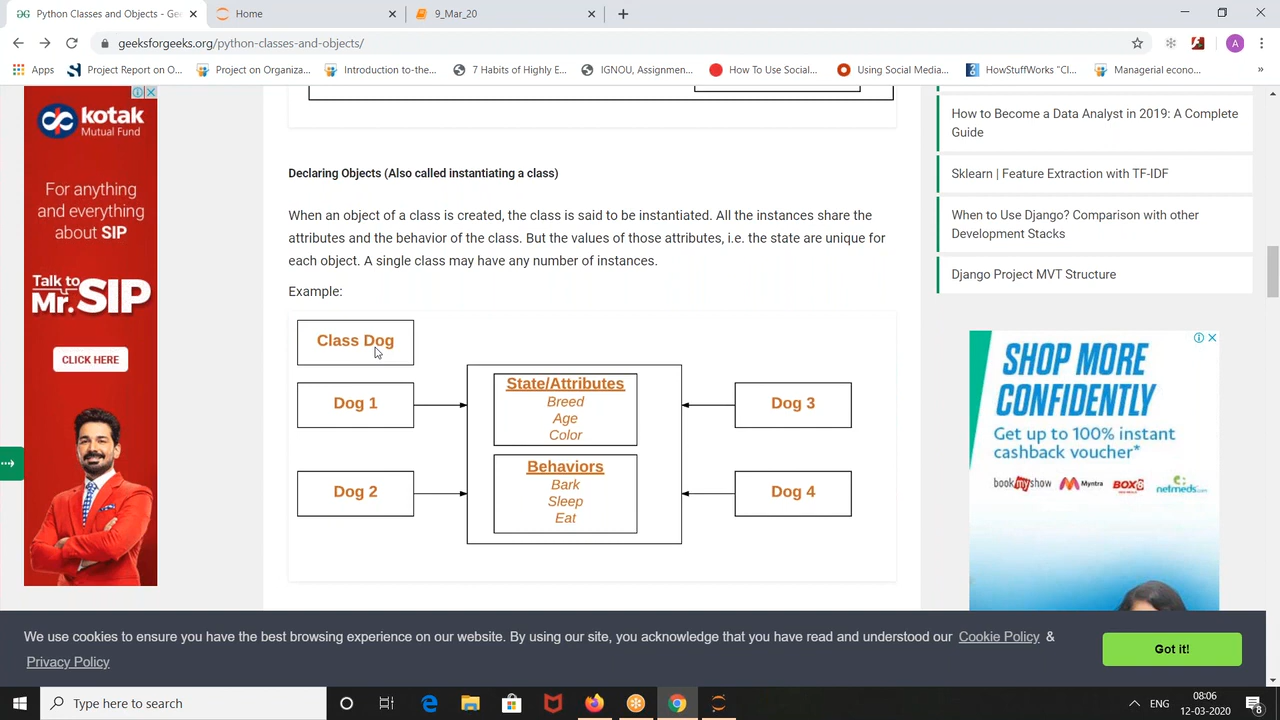 Python Classes and Objects - Ge
Home
9_Mar_20
geeksforgeeks.org/python-classes-and-objects/
A
Apps
Project Report on O...
Project on Organiza...
Introduction to-the...
7 Habits of Highly E...
IGNOU, Assignmen...
How To Use Social...
Using Social Media...
HowStuffWorks "Cl...
Managerial econo...
»
kotak
Mutual Fund
For anything
and everything
about SIP
Talk to
Mr.SIP
CLICK HERE
Declaring Objects (Also called instantiating a class)
When an object of a class is created, the class is said to be instantiated. All the instances share the
attributes and the behavior of the class. But the values of those attributes, i.e. the state are unique for
each object. A single class may have any number of instances.
Example:
Class Dog
Dog 1
Dog 2
State/Attributes
Breed
Age
Color
Behaviors
Bark
Sleep
Eat
Dog 3
Dog 4
How to Become a Data Analyst in 2019: A Complete
Guide
Sklearn | Feature Extraction with TF-IDF
When to Use Django? Comparison with other
Development Stacks
Django Project MVT Structure
SHOP MORE
CONFIDENTLY
Get up to 100% instant
cashback voucher*
bookmyshow
Myntra
BOX8
netmeds.com
We use cookies to ensure you have the best browsing experience on our website. By using our site, you acknowledge that you have read and understood our Cookie Policy &
Privacy Policy
Got it!
Type here to search
ENG
08:06
12-03-2020
8